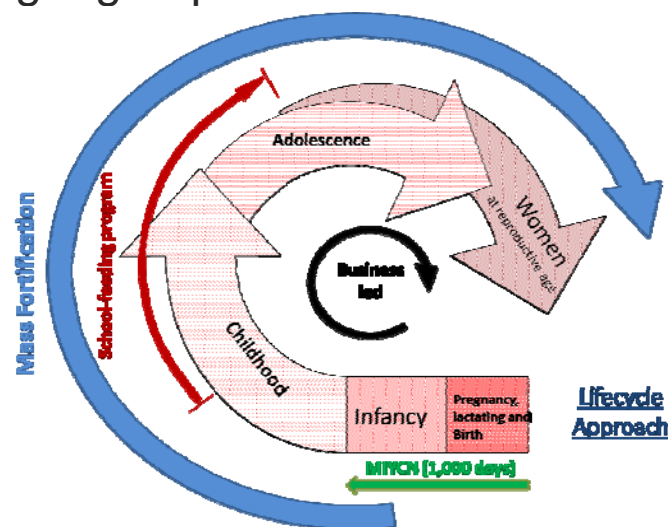 Adolescence
Women
at reproductive age
School-feeding program
Mass Fortification
Business
led
Childhood
Infancy
Pregnancy,
lactating and
Birth
Lifecycle
Approach
MIYCN (1,000 days)